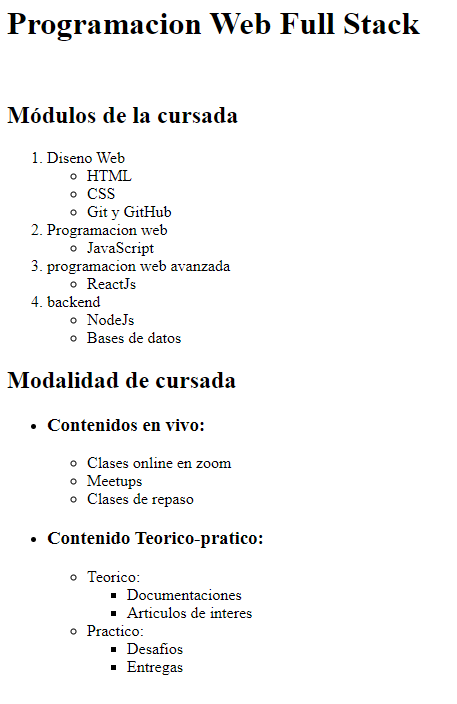 Programacion Web Full Stack
Módulos de la cursada
1. Diseno Web
HTML
CSS
Git y GitHub
2. Programacion web
JavaScript
3. programacion web avanzada
ReactJs
4. backend
NodeJs
Bases de datos
Modalidad de cursada
Contenidos en vivo:
Clases online en zoom
Meetups
Clases de repaso
Contenido Teorico-pratico:
Teorico:
Documentaciones
Articulos de interes
Practico:
Desafios
Entregas